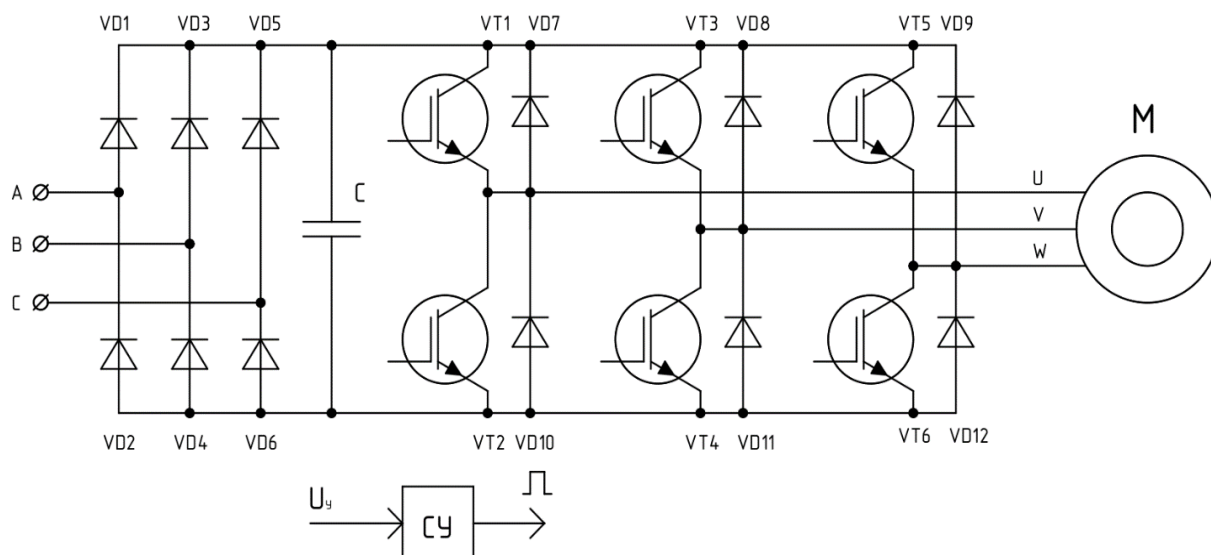 VD1 VD3 VD5 VT1 VD7 VT3 VD8 VT5 VD9
M
A
C
U
V
B
W
C
VD2 VD4 VD6 VT2 VD10 VT4 VD11 VT6 VD12
Uу
СУ